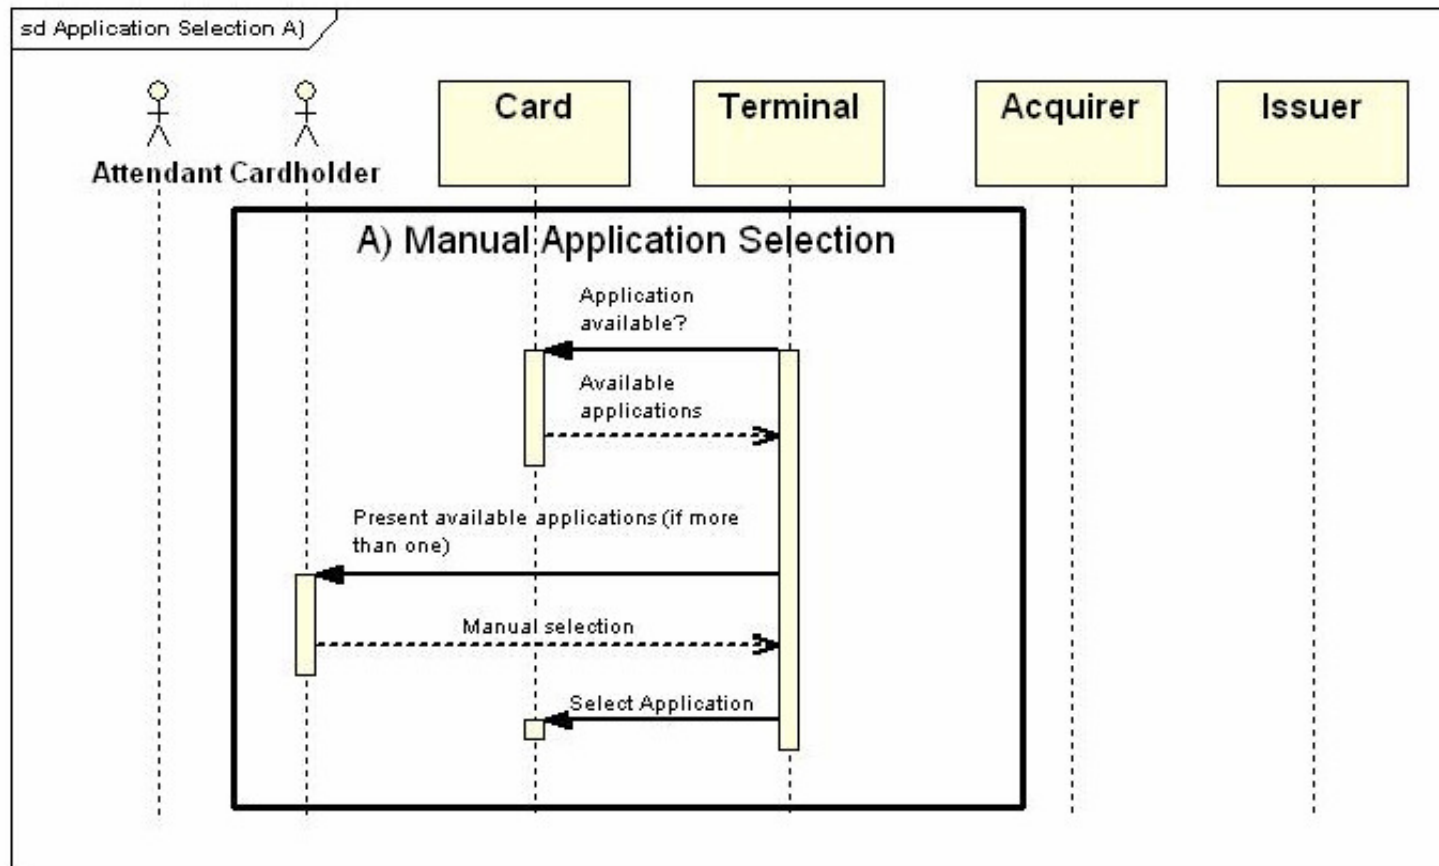 sd Application Selection A)
Attendant Cardholder
Card
Terminal
Acquirer
Issuer
A) Manual Application Selection
Application
available?
Available
applications
Present available applications (if more
than one)
Manual selection
Select Application